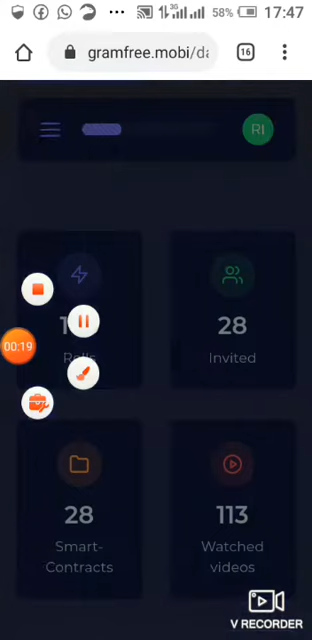 3G
58% 17:47
gramfree.mobi/da
16
RI
28
Invited
00:19
28
Smart-
Contracts
113
Watched
videos
V RECORDER